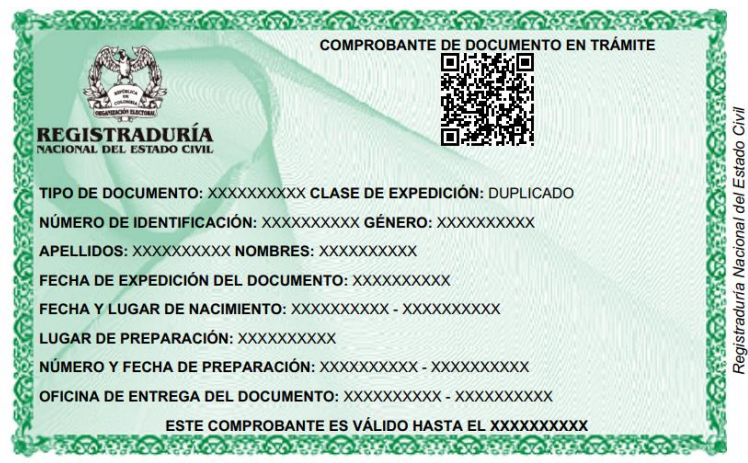 COMPROBANTE DE DOCUMENTO EN TRÁMITE
REPÚBLICA
DE
COLOMBIA
ORGANIZACIÓN ELECTORAL
REGISTRADURÍA
NACIONAL DEL ESTADO CIVIL
TIPO DE DOCUMENTO: XXXXXXXXXX CLASE DE EXPEDICIÓN: DUPLICADO
NÚMERO DE IDENTIFICACIÓN: XXXXXXXXXX GÉNERO: XXXXXXXXXX
APELLIDOS: XXXXXXXXXX NOMBRES: XXXXXXXXXX
FECHA DE EXPEDICIÓN DEL DOCUMENTO: XXXXXXXXXX
FECHA Y LUGAR DE NACIMIENTO: XXXXXXXXXX - XXXXXXXXXX
LUGAR DE PREPARACIÓN: XXXXXXXXXX
NÚMERO Y FECHA DE PREPARACIÓN: XXXXXXXXXX - XXXXXXXXXX
OFICINA DE ENTREGA DEL DOCUMENTO: XXXXXXXXXX - XXXXXXXXXX
ESTE COMPROBANTE ES VÁLIDO HASTA EL XXXXXXXXXX
Registraduría Nacional del Estado Civil